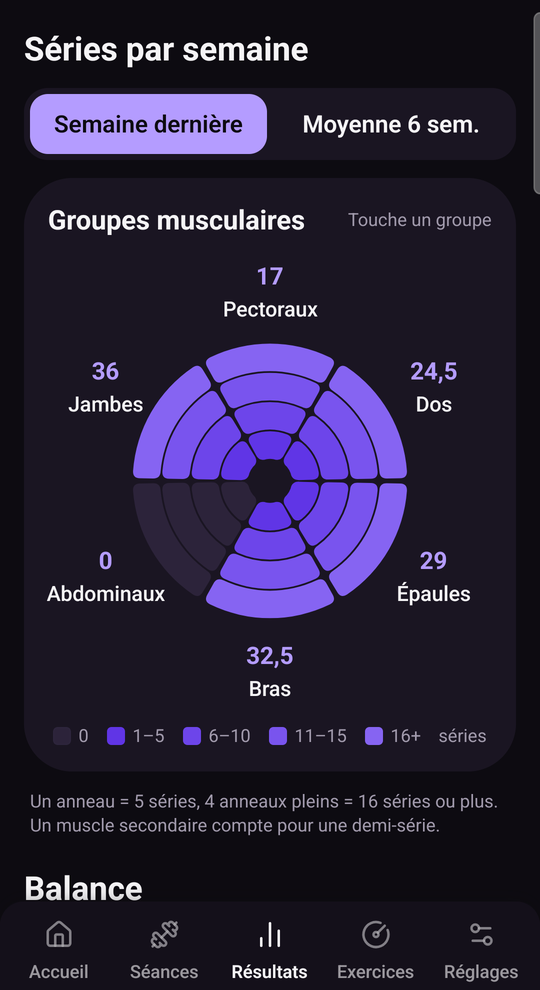 Séries par semaine
Semaine dernière
Moyenne 6 sem.
Groupes musculaires
Touche un groupe
17
Pectoraux
36
Jambes
24,5
Dos
0
Abdominaux
29
Épaules
32,5
Bras
0 1–5 6–10 11–15 16+ séries
Un anneau = 5 séries, 4 anneaux pleins = 16 séries ou plus.
Un muscle secondaire compte pour une demi-série.
Balance
Accueil
Séances
Résultats
Exercices
Réglages